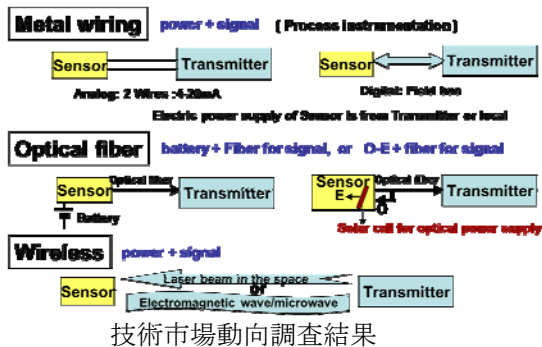 Metal wiring power + signal ( Process instrumentation )
Sensor Transmitter Sensor Transmitter
Analog: 2 Wires :4-20mA Digital: Field bus
Electric power supply of Sensor is from Transmitter or local
Optical fiber battery + Fiber for signal, or O-E + fiber for signal
Sensor Optical fiber Transmitter Sensor Optical fiber Transmitter
E
O
Battery
Solar cell for optical power supply
Wireless power + signal
Laser beam in the space
Sensor or Transmitter
Electromagnetic wave/microwave
技術市場動向調査結果